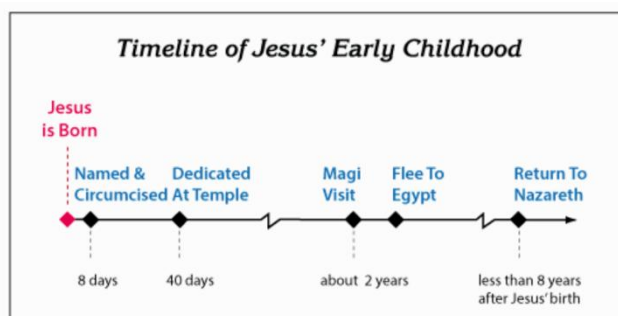 Timeline of Jesus' Early Childhood
Jesus
is Born
Named &
Circumcised
Dedicated
At Temple
Magi
Visit
Flee To
Egypt
Return To
Nazareth
8 days
40 days
about 2 years
less than 8 years
after Jesus' birth